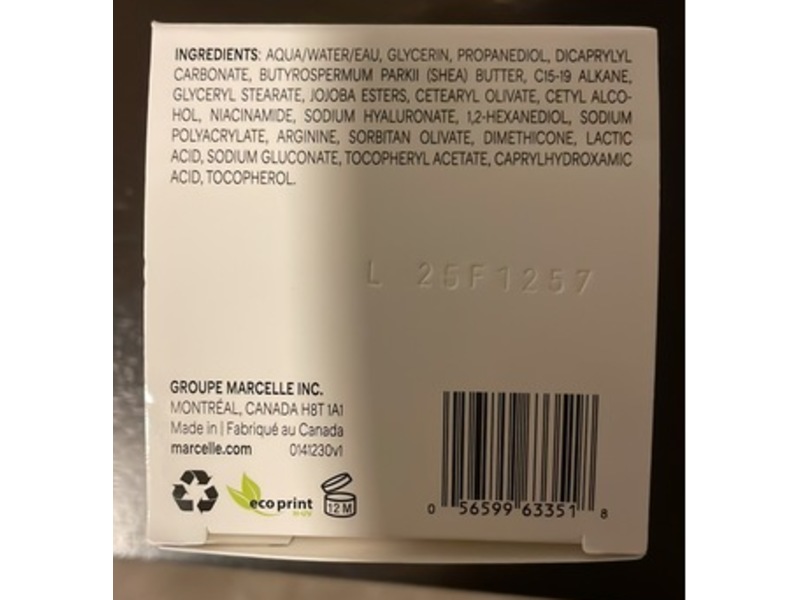 INGREDIENTS: AQUA/WATER/EAU, GLYCERIN, PROPANEDIOL, DICAPRYLYL
CARBONATE, BUTYROSPERMUM PARKII (SHEA) BUTTER, C15-19 ALKANE,
GLYCERYL STEARATE, JOJOBA ESTERS, CETEARYL OLIVATE, CETYL ALCO-
HOL, NIACINAMIDE, SODIUM HYALURONATE, 1,2-HEXANEDIOL, SODIUM
POLYACRYLATE, ARGININE, SORBITAN OLIVATE, DIMETHICONE, LACTIC
ACID, SODIUM GLUCONATE, TOCOPHERYL ACETATE, CAPRYLHYDROXAMIC
ACID, TOCOPHEROL.
L 25F1257
GROUPE MARCELLE INC.
MONTRÉAL, CANADA H8T 1A1
Made in | Fabriqué au Canada
marcelle.com 0141230v1
eco print
12 M
0 56599 63351 8